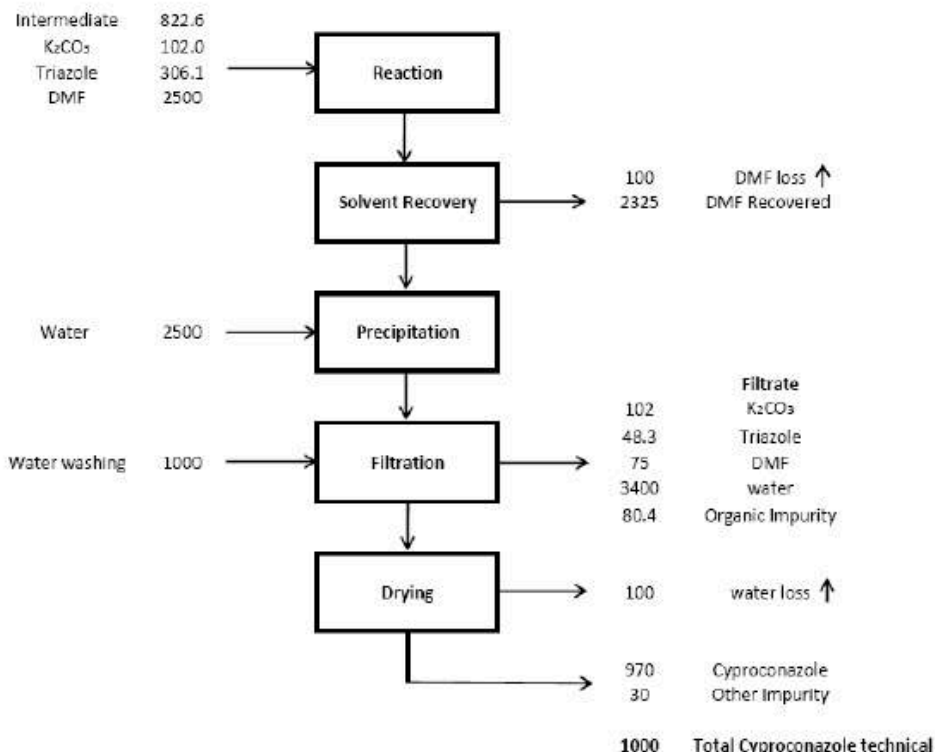 Intermediate 822.6
K₂CO₃ 102.0
Triazole 306.1
DMF 2500
Reaction
Solvent Recovery
100 DMF loss ↑
2325 DMF Recovered
Water 2500
Precipitation
Water washing 1000
Filtration
Filtrate
102 K₂CO₃
48.3 Triazole
75 DMF
3400 water
80.4 Organic Impurity
Drying
100 water loss ↑
970 Cyproconazole
30 Other Impurity
1000 Total Cyproconazole technical